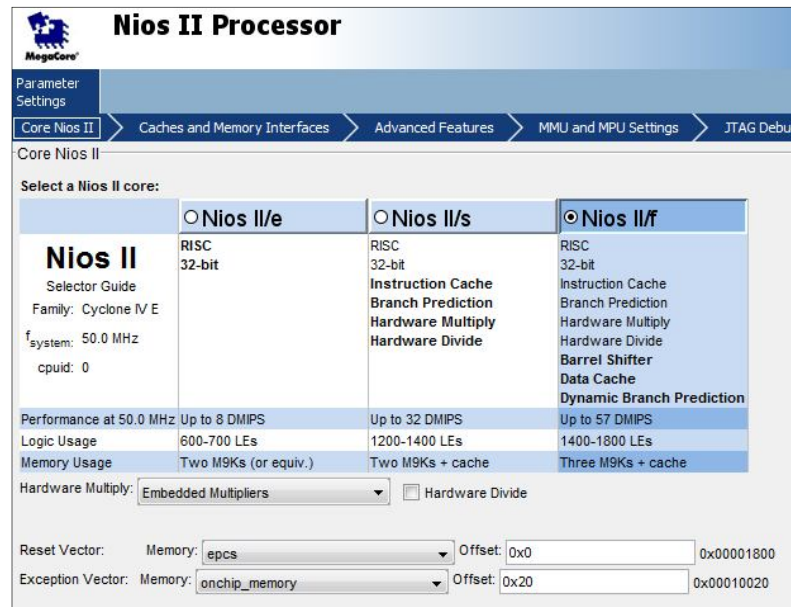 Nios II Processor
MegaCore®
Parameter
Settings
Core Nios II
Caches and Memory Interfaces
Advanced Features
MMU and MPU Settings
JTAG Debu
Core Nios II
Select a Nios II core:
Nios II/e
Nios II/s
Nios II/f
Nios II
Selector Guide
Family: Cyclone IV E
fsystem: 50.0 MHz
cpuid: 0
RISC
32-bit
RISC
32-bit
Instruction Cache
Branch Prediction
Hardware Multiply
Hardware Divide
RISC
32-bit
Instruction Cache
Branch Prediction
Hardware Multiply
Hardware Divide
Barrel Shifter
Data Cache
Dynamic Branch Prediction
Performance at 50.0 MHz Up to 8 DMIPS Up to 32 DMIPS Up to 57 DMIPS
Logic Usage 600-700 LEs 1200-1400 LEs 1400-1800 LEs
Memory Usage Two M9Ks (or equiv.) Two M9Ks + cache Three M9Ks + cache
Hardware Multiply: Embedded Multipliers Hardware Divide
Reset Vector: Memory: epcs Offset: 0x0 0x00001800
Exception Vector: Memory: onchip_memory Offset: 0x20 0x00010020